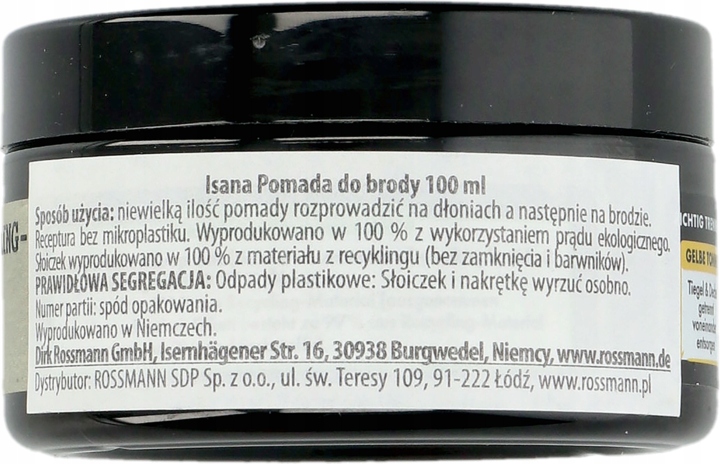 Isana Pomada do brody 100 ml
Sposób użycia: niewielką ilość pomady rozprowadzić na dłoniach a następnie na brodzie.
Receptura bez mikroplastiku. Wyprodukowano w 100 % z wykorzystaniem prądu ekologicznego.
Słoiczek wyprodukowano w 100 % z materiału z recyklingu (bez zamknięcia i barwników).
PRAWIDŁOWA SEGREGACJA: Odpady plastikowe: Słoiczek i nakrętkę wyrzuć osobno.
Numer partii: spód opakowania.
Wyprodukowano w Niemczech.
Dirk Rossmann GmbH, Isernhägener Str. 16, 30938 Burgwedel, Niemcy, www.rossmann.de
Dystrybutor: ROSSMANN SDP Sp. z o.o., ul. św. Teresy 109, 91-222 Łódź, www.rossmann.pl
GELBE
Tiegel &